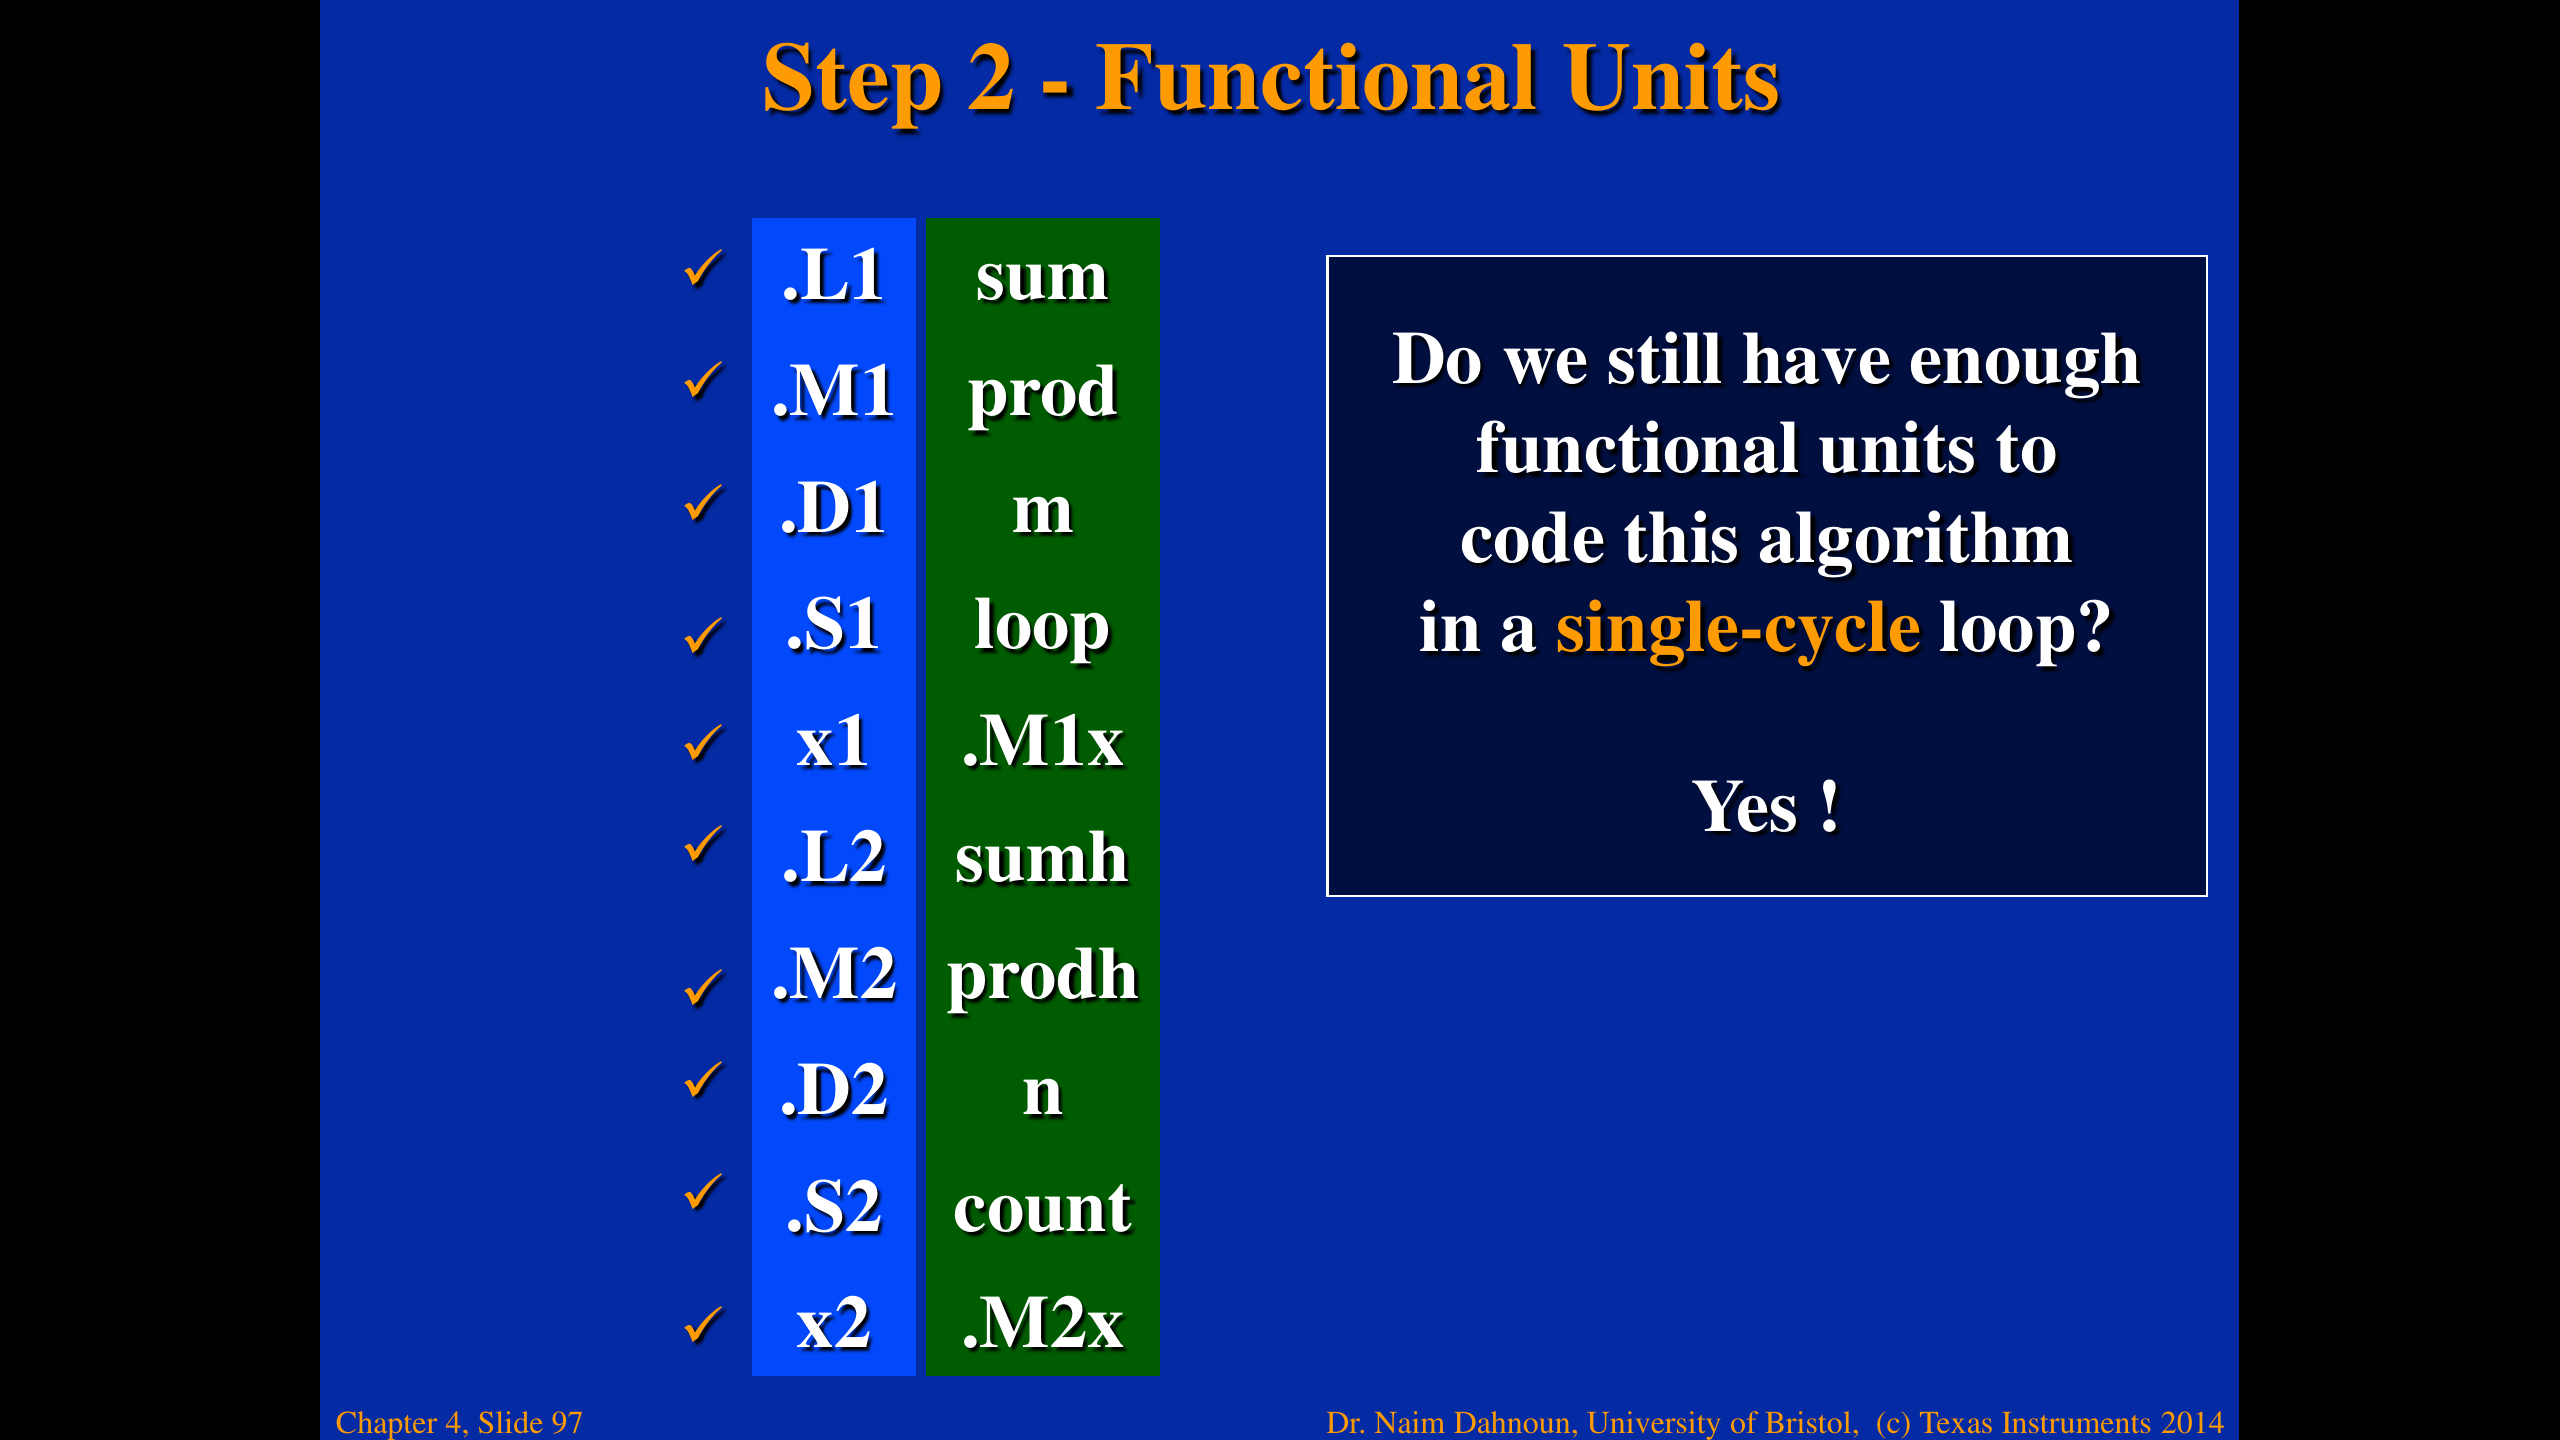 Step 2 - Functional Units
.L1 sum
.M1 prod
.D1 m
.S1 loop
x1 .M1x
.L2 sumh
.M2 prodh
.D2 n
.S2 count
x2 .M2x
Do we still have enough
functional units to
code this algorithm
in a single-cycle loop?
Yes !
Chapter 4, Slide 97
Dr. Naim Dahnoun, University of Bristol, (c) Texas Instruments 2014